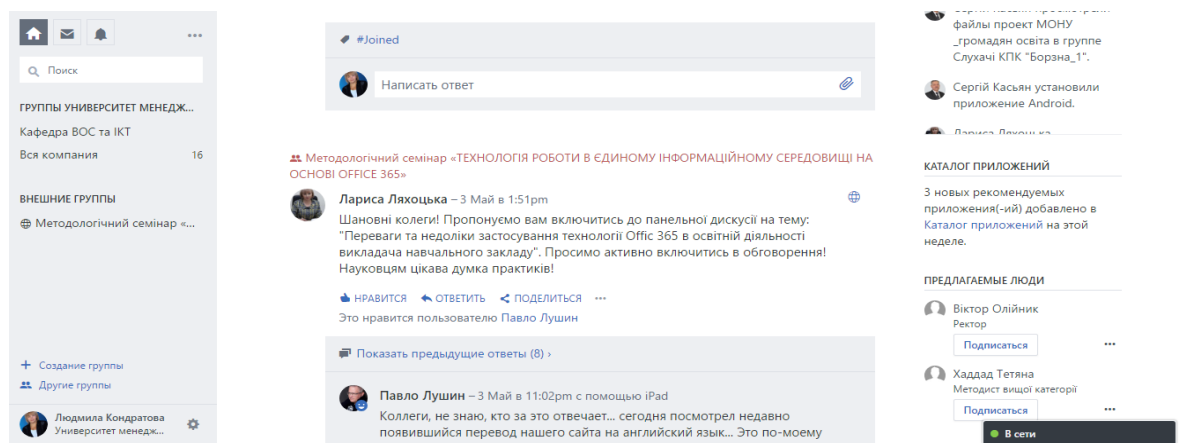 Поиск
ГРУППЫ УНИВЕРСИТЕТ МЕНЕДЖ...
Кафедра ВОС та ІКТ
Вся компания 16
ВНЕШНИЕ ГРУППЫ
Методологічний семінар «...
+ Создание группы
Другие группы
Людмила Кондратова
Университет менедж...
#Joined
Написать ответ
Методологічний семінар «ТЕХНОЛОГІЯ РОБОТИ В ЄДИНОМУ ІНФОРМАЦІЙНОМУ СЕРЕДОВИЩІ НА
ОСНОВІ OFFICE 365»
Лариса Ляхоцька – 3 Май в 1:51pm
Шановні колеги! Пропонуємо вам включитись до панельної дискусії на тему:
"Переваги та недоліки застосування технології Offic 365 в освітній діяльності
викладача навчального закладу". Просимо активно включитись в обговорення!
Науковцям цікава думка практиків!
НРАВИТСЯ ОТВЕТИТЬ ПОДЕЛИТЬСЯ
Это нравится пользователю Павло Лушин
Показать предыдущие ответы (8) ›
Павло Лушин – 3 Май в 11:02pm с помощью iPad
Коллеги, не знаю, кто за это отвечает... сегодня посмотрел недавно
появившийся перевод нашего сайта на английский язык... Это по-моему
файлы проект МОНУ
_громадян освіта в группе
Слухачі КПК "Борзна_1".
Сергій Касьян установили
приложение Android.
Лариса Ляхоцька
КАТАЛОГ ПРИЛОЖЕНИЙ
3 новых рекомендуемых
приложения(-ий) добавлено в
Каталог приложений на этой
неделе.
ПРЕДЛАГАЕМЫЕ ЛЮДИ
Віктор Олійник
Ректор
Подписаться
Хаддад Тетяна
Методист вищої категорії
Подписаться
В сети